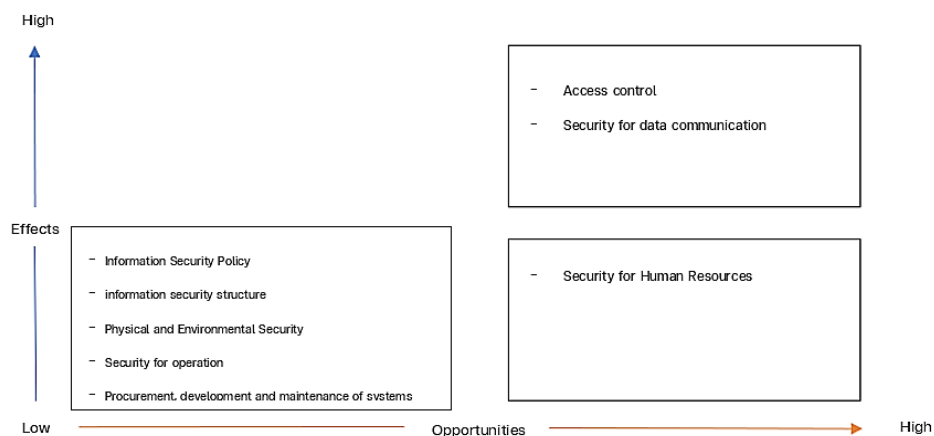 High
- Access control
- Security for data communication
Effects
- Information Security Policy
- information security structure
- Physical and Environmental Security
- Security for operation
- Procurement, development and maintenance of systems
- Security for Human Resources
Low
Opportunities
High